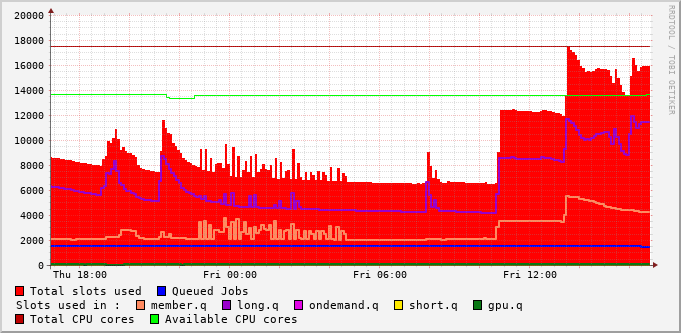 20000
18000
16000
14000
12000
10000
8000
6000
4000
2000
0
Thu 18:00 Fri 00:00 Fri 06:00 Fri 12:00
RRDTOOL / TOBI OETIKER
Total slots used Queued Jobs
Slots used in : member.q long.q ondemand.q short.q gpu.q
Total CPU cores Available CPU cores